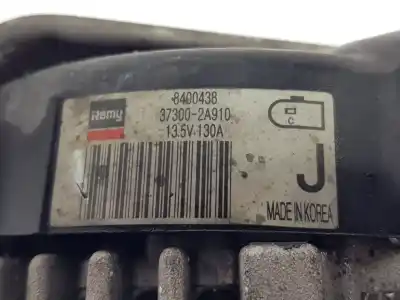 Remy
8400438
37300-2A910
13.5V 130A
C
J
MADE IN KOREA